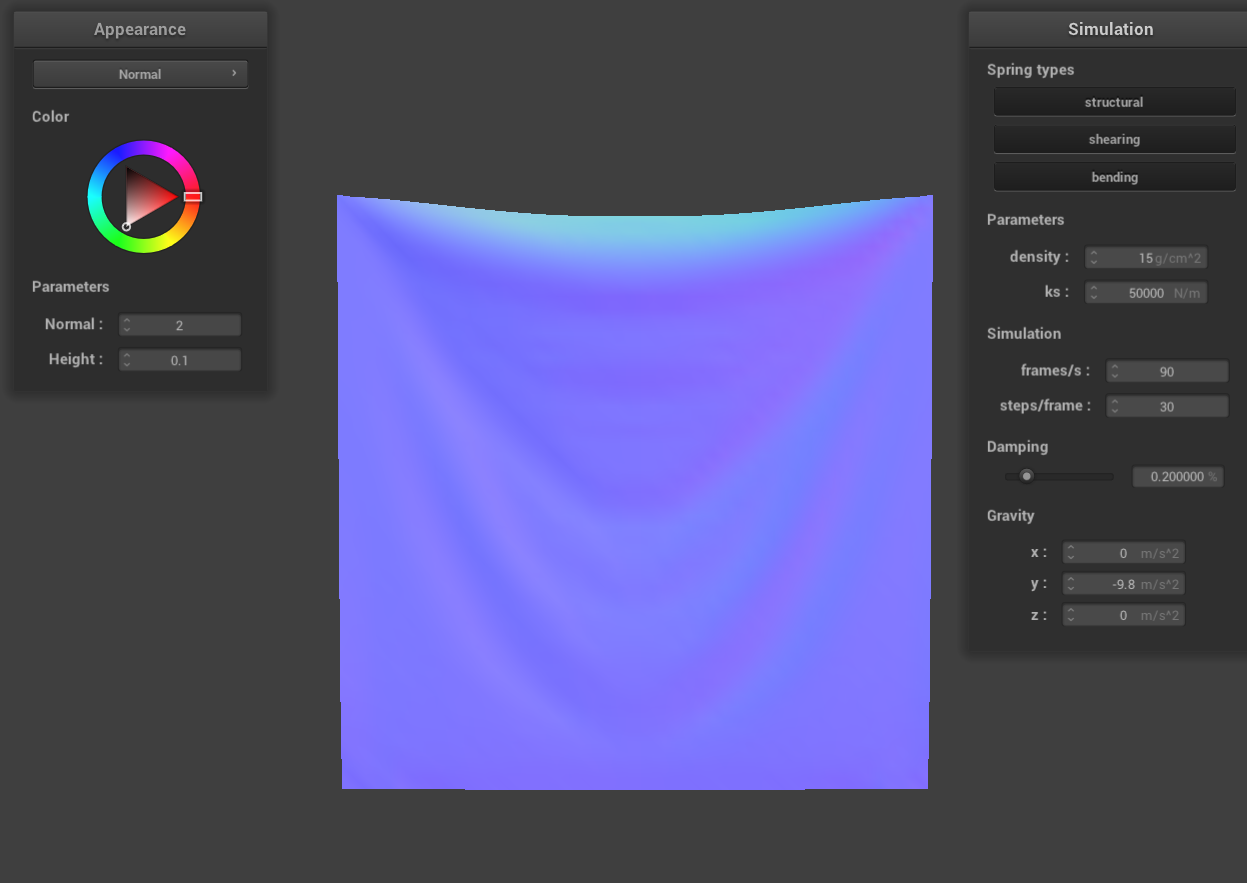 Appearance
Normal
Color
Parameters
Normal : 2
Height : 0.1
Simulation
Spring types
structural
shearing
bending
Parameters
density : 15 g/cm^2
ks : 50000 N/m
Simulation
frames/s : 90
steps/frame : 30
Damping
0.200000 %
Gravity
x : 0 m/s^2
y : -9.8 m/s^2
z : 0 m/s^2